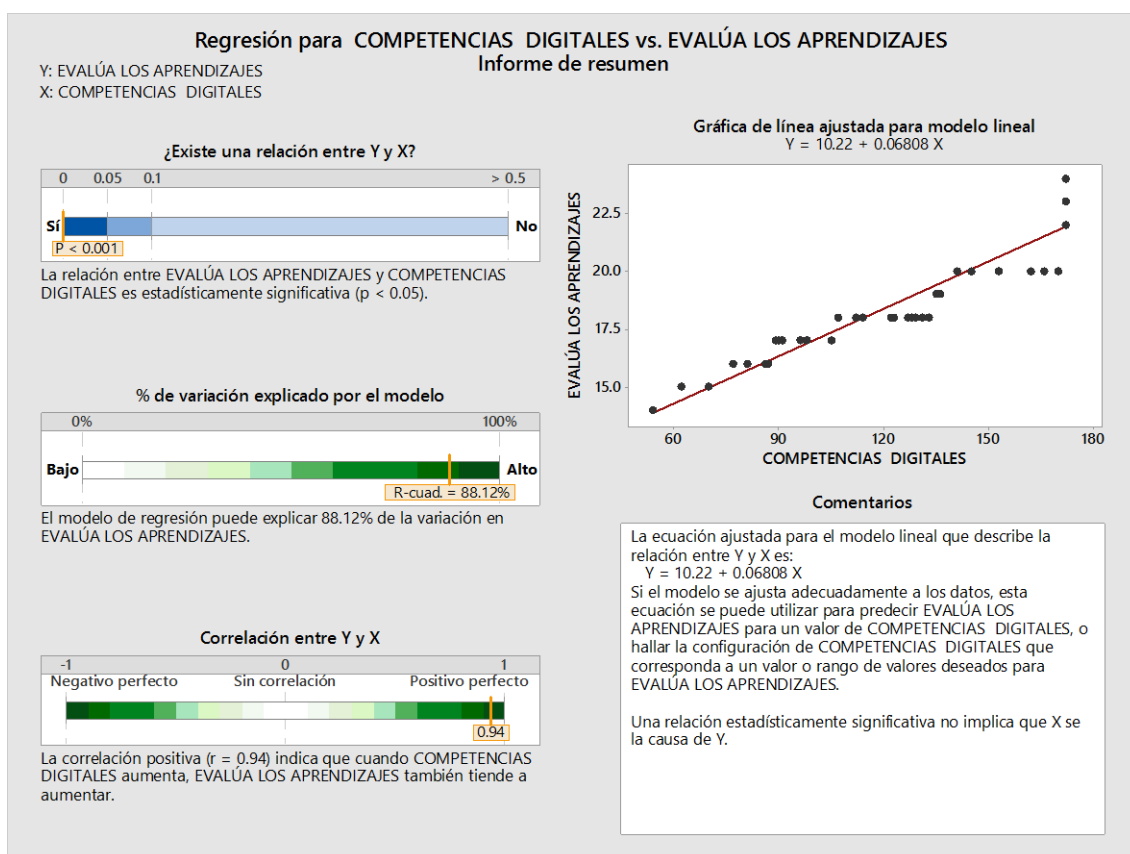 Regresión para COMPETENCIAS DIGITALES vs. EVALÚA LOS APRENDIZAJES
Informe de resumen
Y: EVALÚA LOS APRENDIZAJES
X: COMPETENCIAS DIGITALES
¿Existe una relación entre Y y X?
0 0.05 0.1 > 0.5
Sí No
P < 0.001
La relación entre EVALÚA LOS APRENDIZAJES y COMPETENCIAS
DIGITALES es estadísticamente significativa (p < 0.05).
% de variación explicado por el modelo
0% 100%
Bajo Alto
R-cuad. = 88.12%
El modelo de regresión puede explicar 88.12% de la variación en
EVALÚA LOS APRENDIZAJES.
Correlación entre Y y X
-1 0 1
Negativo perfecto Sin correlación Positivo perfecto
0.94
La correlación positiva (r = 0.94) indica que cuando COMPETENCIAS
DIGITALES aumenta, EVALÚA LOS APRENDIZAJES también tiende a
aumentar.
Gráfica de línea ajustada para modelo lineal
Y = 10.22 + 0.06808 X
EVALÚA LOS APRENDIZAJES
22.5
20.0
17.5
15.0
60 90 120 150 180
COMPETENCIAS DIGITALES
Comentarios
La ecuación ajustada para el modelo lineal que describe la
relación entre Y y X es:
Y = 10.22 + 0.06808 X
Si el modelo se ajusta adecuadamente a los datos, esta
ecuación se puede utilizar para predecir EVALÚA LOS
APRENDIZAJES para un valor de COMPETENCIAS DIGITALES, o
hallar la configuración de COMPETENCIAS DIGITALES que
corresponda a un valor o rango de valores deseados para
EVALÚA LOS APRENDIZAJES.
Una relación estadísticamente significativa no implica que X se
la causa de Y.